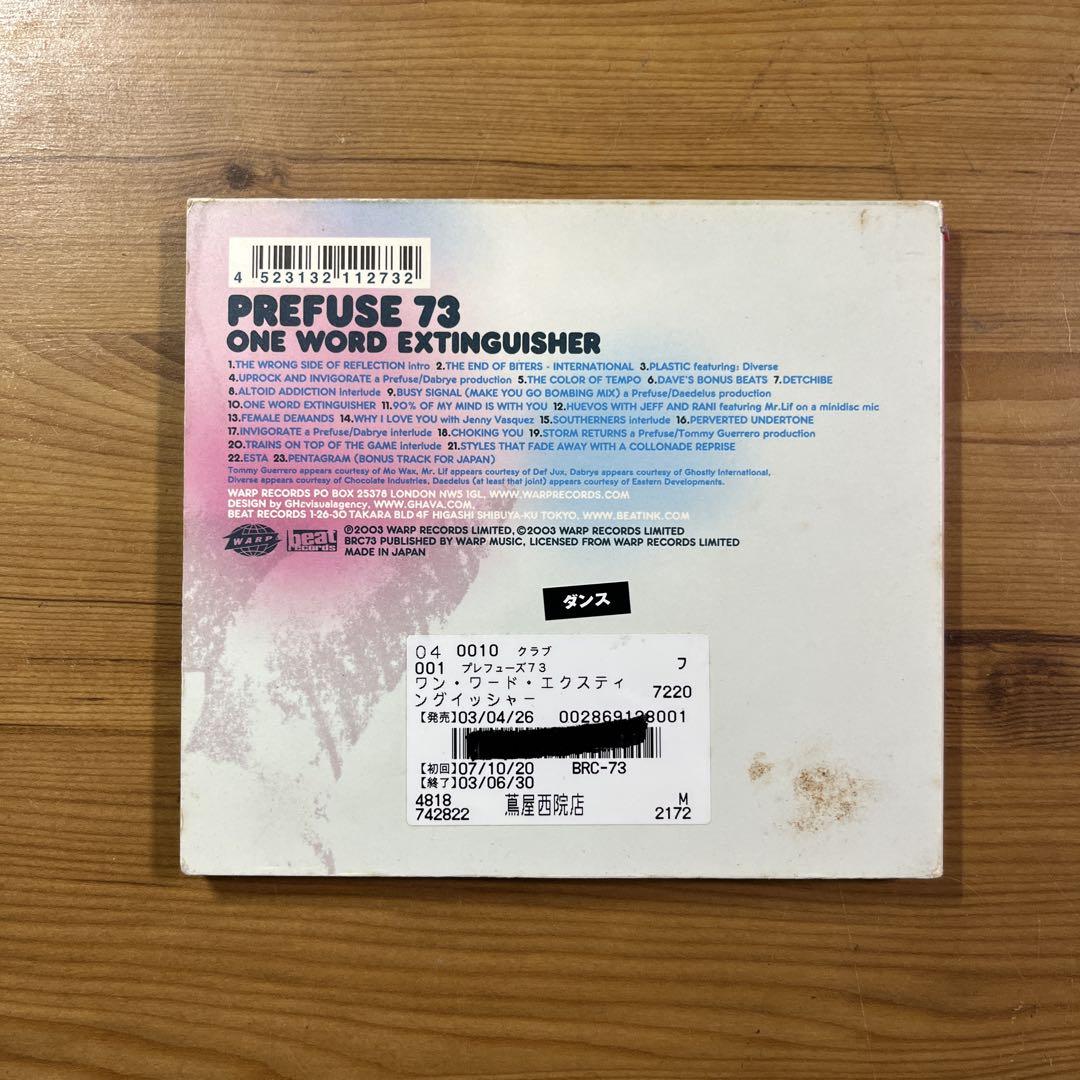 4 523132 112732
PREFUSE 73
ONE WORD EXTINGUISHER
1.THE WRONG SIDE OF REFLECTION intro 2.THE END OF BITERS - INTERNATIONAL 3.PLASTIC featuring: Diverse
4.UPROCK AND INVIGORATE a Prefuse/Dabrye production 5.THE COLOR OF TEMPO 6.DAVE'S BONUS BEATS 7.DETCHIBE
8.ALTOID ADDICTION interlude 9.BUSY SIGNAL (MAKE YOU GO BOMBING MIX) a Prefuse/Daedelus production
10.ONE WORD EXTINGUISHER 11.90% OF MY MIND IS WITH YOU 12.HUEVOS WITH JEFF AND RANI featuring Mr.Lif on a minidisc mic
13.FEMALE DEMANDS 14.WHY I LOVE YOU with Jenny Vasquez 15.SOUTHERNERS interlude 16.PERVERTED UNDERTONE
17.INVIGORATE a Prefuse/Dabrye interlude 18.CHOKING YOU 19.STORM RETURNS a Prefuse/Tommy Guerrero production
20.TRAINS ON TOP OF THE GAME interlude 21.STYLES THAT FADE AWAY WITH A COLLONADE REPRISE
22.ESTA 23.PENTAGRAM (BONUS TRACK FOR JAPAN)
Tommy Guerrero appears courtesy of Mo Wax, Mr. Lif appears courtesy of Def Jux, Dabrye appears courtesy of Ghostly International,
Diverse appears courtesy of Chocolate Industries, Daedelus (at least that joint) appears courtesy of Eastern Developments.
WARP RECORDS PO BOX 25378 LONDON NW5 1GL, WWW.WARPRECORDS.COM
DESIGN by GHzvisualagency, WWW.GHAVA.COM,
BEAT RECORDS 1-26-30 TAKARA BLD 4F HIGASHI SHIBUYA-KU TOKYO, WWW.BEATINK.COM
WARP
beat records
℗2003 WARP RECORDS LIMITED, ©2003 WARP RECORDS LIMITED
BRC73 PUBLISHED BY WARP MUSIC, LICENSED FROM WARP RECORDS LIMITED
MADE IN JAPAN
ダンス
04 0010 クラブ
001 プレフューズ73 フ
ワン・ワード・エクスティ
ングイッシャー 7220
【発売】03/04/26 002869128001
【初回】07/10/20 BRC-73
【終了】03/06/30
4818 蔦屋西院店 M
742822 2172